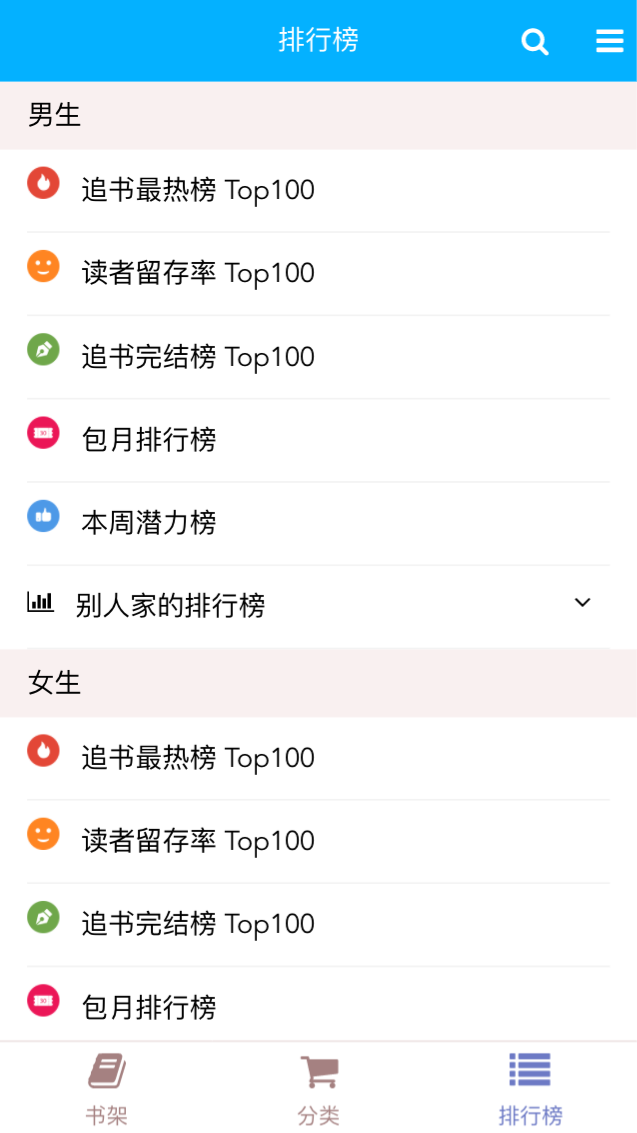 排行榜
男生
追书最热榜 Top100
读者留存率 Top100
追书完结榜 Top100
包月排行榜
本周潜力榜
别人家的排行榜
女生
追书最热榜 Top100
读者留存率 Top100
追书完结榜 Top100
包月排行榜
书架
分类
排行榜